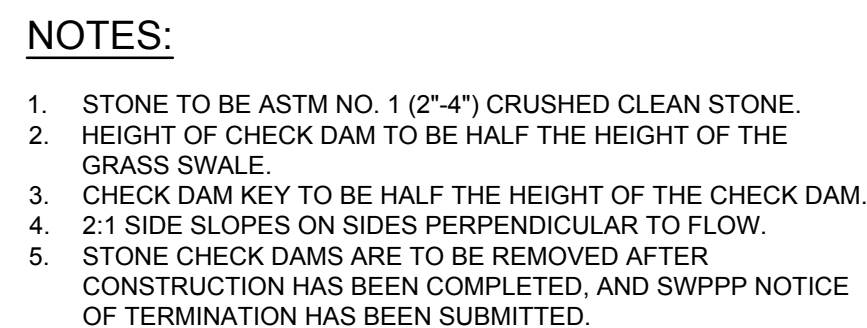 NOTES:
1. STONE TO BE ASTM NO. 1 (2"-4") CRUSHED CLEAN STONE.
2. HEIGHT OF CHECK DAM TO BE HALF THE HEIGHT OF THE
GRASS SWALE.
3. CHECK DAM KEY TO BE HALF THE HEIGHT OF THE CHECK DAM.
4. 2:1 SIDE SLOPES ON SIDES PERPENDICULAR TO FLOW.
5. STONE CHECK DAMS ARE TO BE REMOVED AFTER
CONSTRUCTION HAS BEEN COMPLETED, AND SWPPP NOTICE
OF TERMINATION HAS BEEN SUBMITTED.